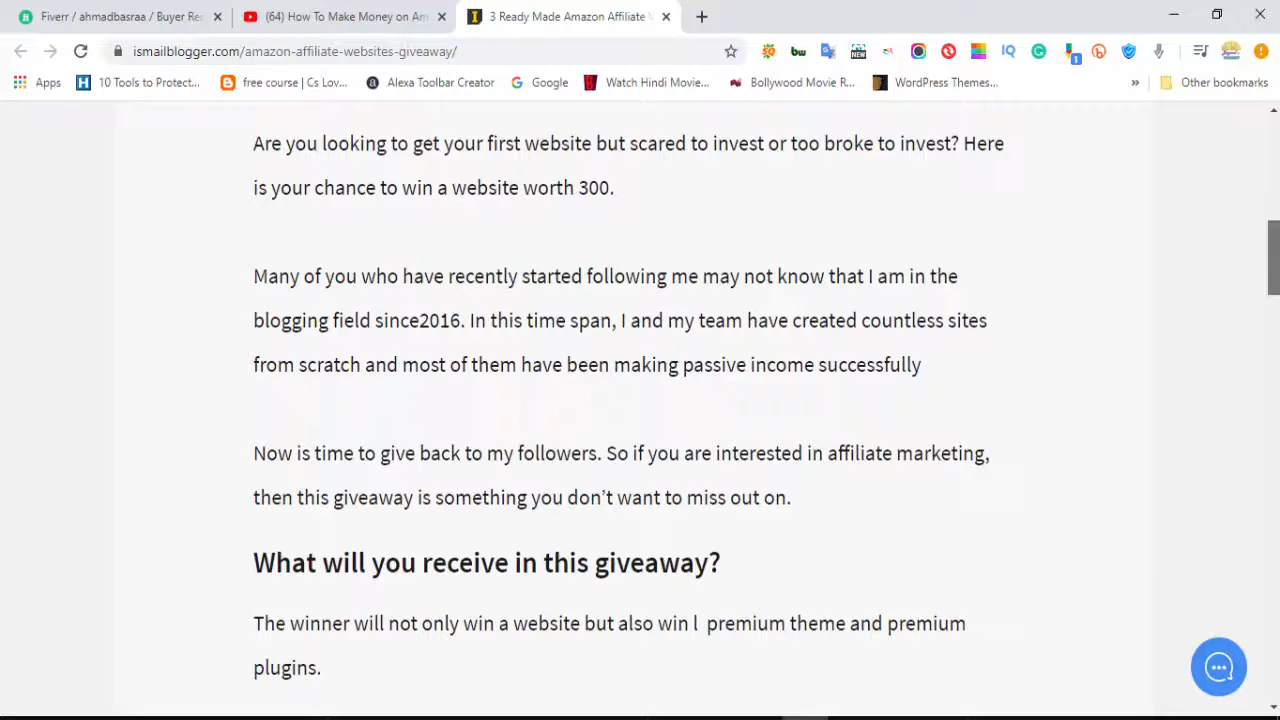 Fiverr / ahmadbasraa / Buyer Re
(64) How To Make Money on Am
3 Ready Made Amazon Affiliate
ismailblogger.com/amazon-affiliate-websites-giveaway/
Apps
10 Tools to Protect...
free course | Cs Lov...
Alexa Toolbar Creator
Google
Watch Hindi Movie...
Bollywood Movie R...
WordPress Themes...
»
Other bookmarks
Are you looking to get your first website but scared to invest or too broke to invest? Here
is your chance to win a website worth 300.
Many of you who have recently started following me may not know that I am in the
blogging field since2016. In this time span, I and my team have created countless sites
from scratch and most of them have been making passive income successfully
Now is time to give back to my followers. So if you are interested in affiliate marketing,
then this giveaway is something you don’t want to miss out on.
What will you receive in this giveaway?
The winner will not only win a website but also win l premium theme and premium
plugins.